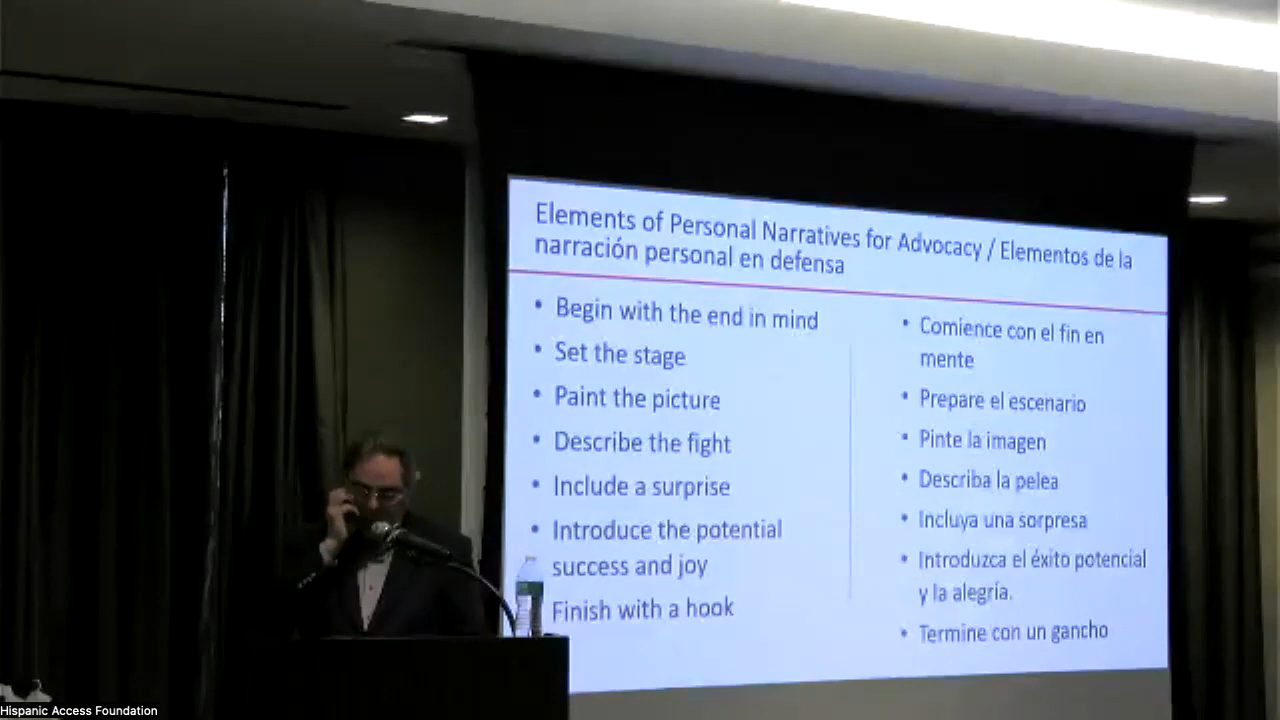 Elements of Personal Narratives for Advocacy / Elementos de la
narración personal en defensa
• Begin with the end in mind
• Set the stage
• Paint the picture
• Describe the fight
• Include a surprise
• Introduce the potential
success and joy
Finish with a hook
• Comience con el fin en
mente
• Prepare el escenario
• Pinte la imagen
• Describa la pelea
• Incluya una sorpresa
• Introduzca el éxito potencial
y la alegría.
• Termine con un gancho
Hispanic Access Foundation